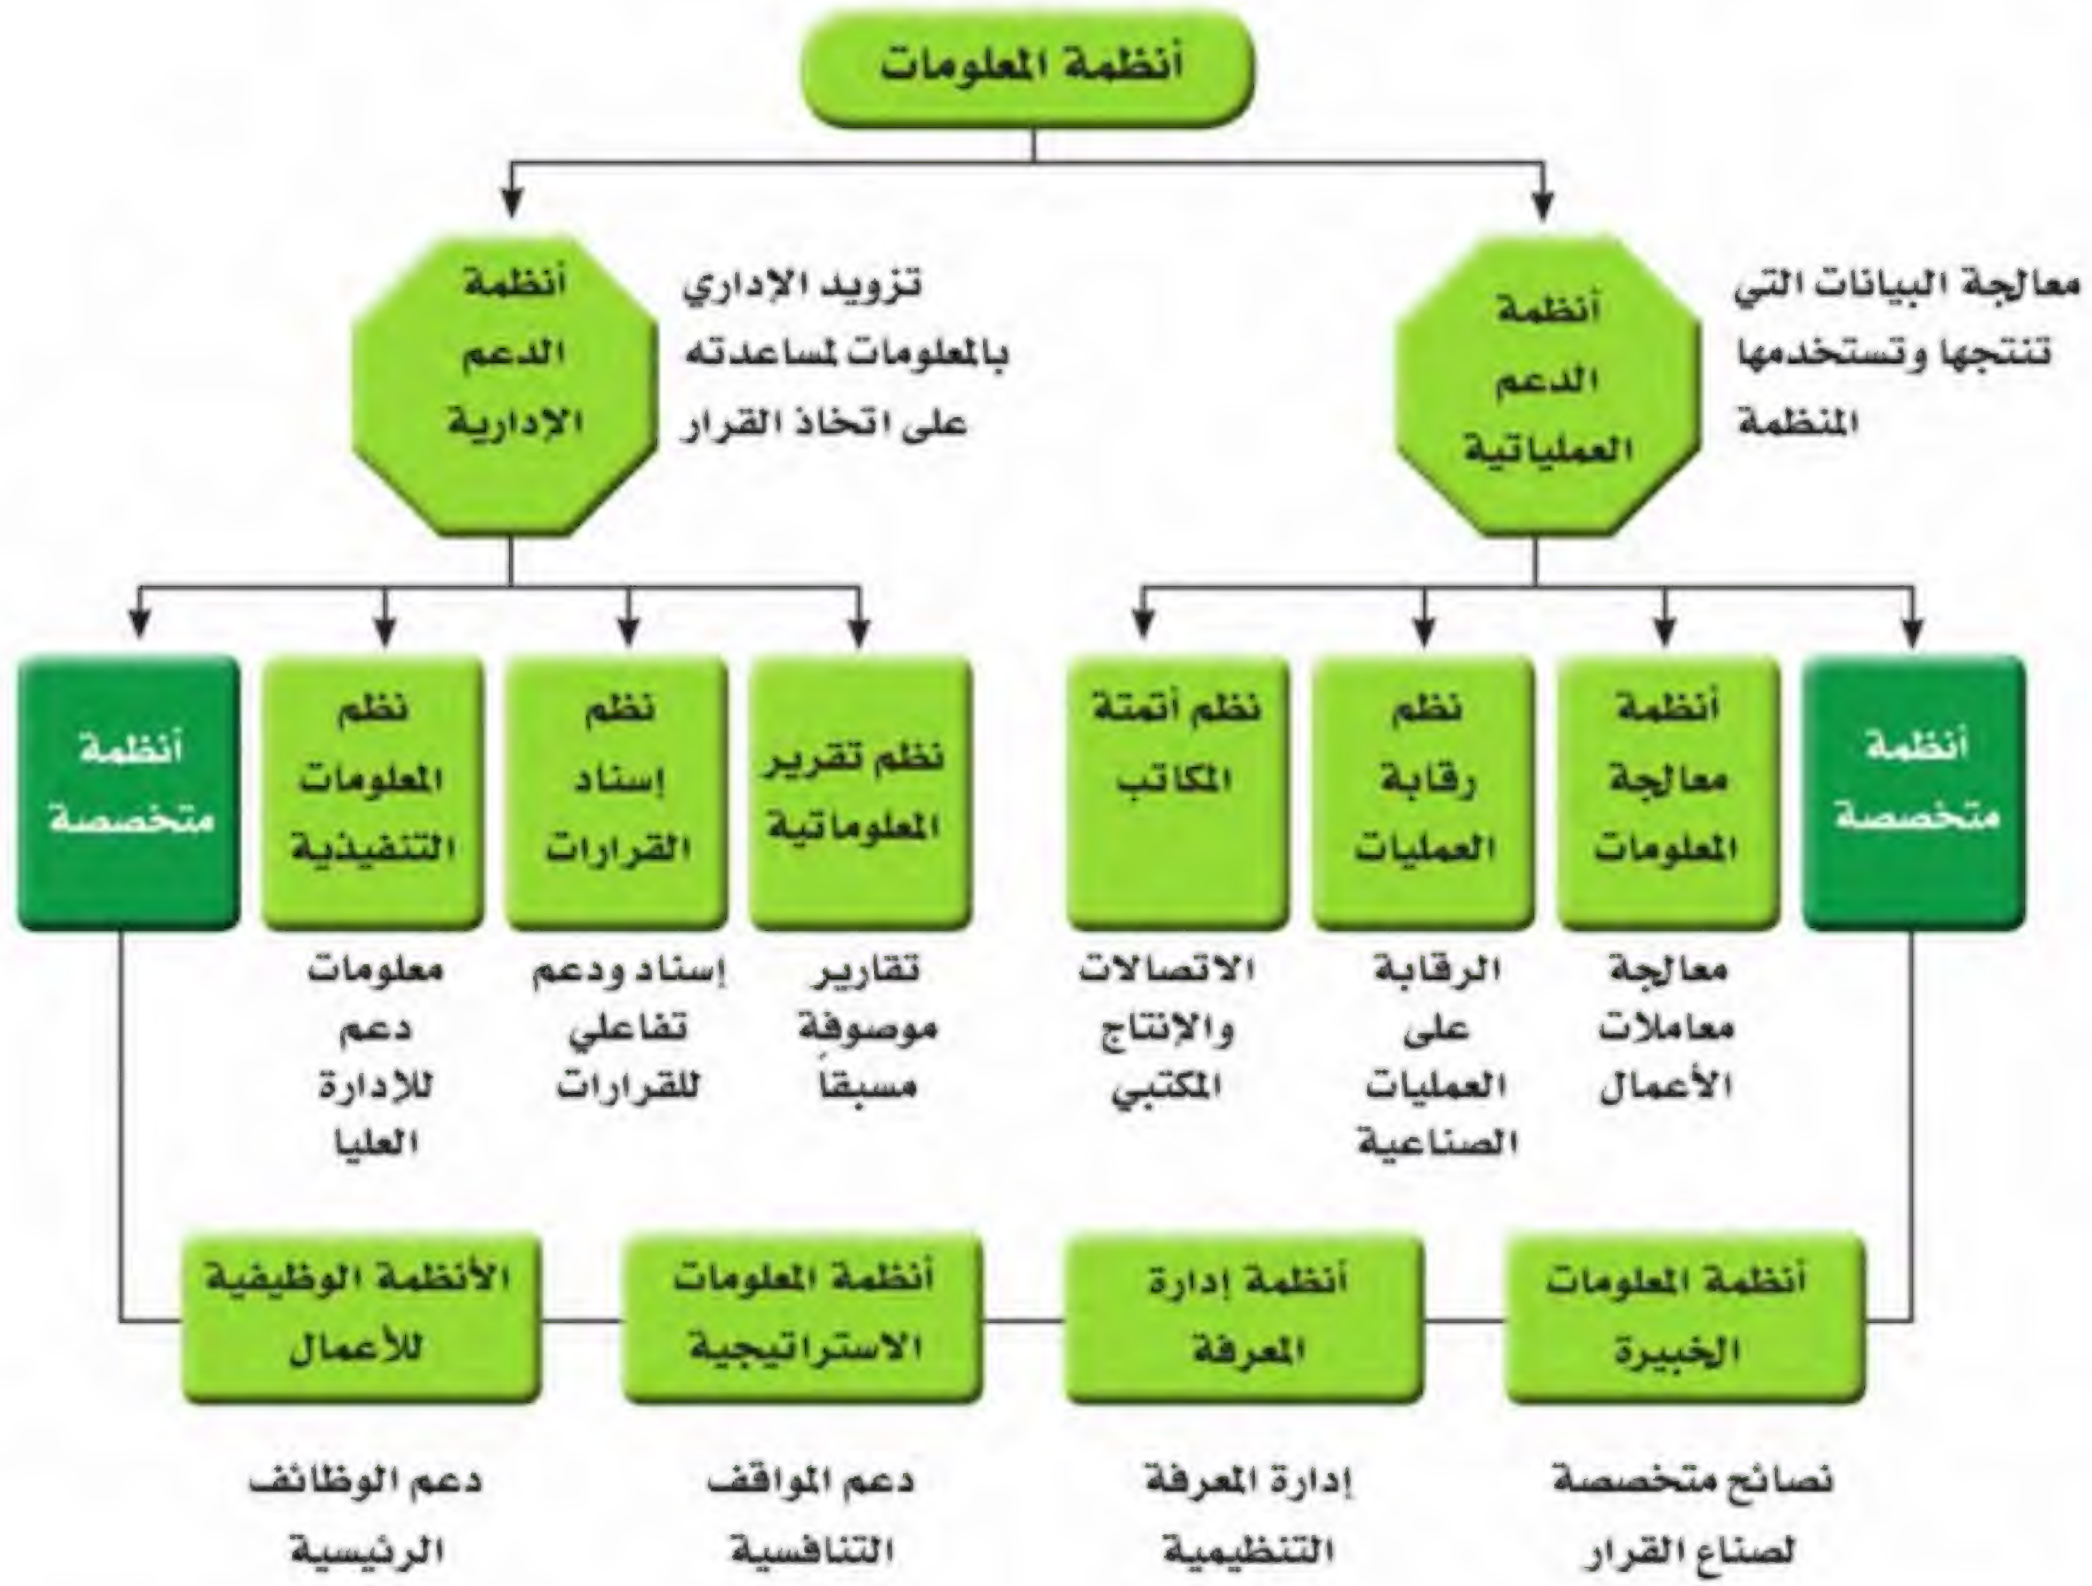 أنظمة المعلومات
معالجة البيانات التي
تنتجها وتستخدمها
المنظمة
أنظمة
الدعم
العملياتية
تزويد الإداري
بالمعلومات لمساعدته
على اتخاذ القرار
أنظمة
الدعم
الإدارية
أنظمة
متخصصة
أنظمة
معالجة
المعلومات
معالجة
معاملات
الأعمال
نظم
رقابة
العمليات
الرقابة
على
العمليات
الصناعية
نظم أتمتة
المكاتب
الاتصالات
والإنتاج
المكتبي
نظم تقرير
المعلوماتية
تقارير
موصوفة
مسبقاً
نظم
إسناد
القرارات
إسناد ودعم
تفاعلي
للقرارات
نظم
المعلومات
التنفيذية
معلومات
دعم
للإدارة
العليا
أنظمة
متخصصة
أنظمة المعلومات
الخبيرة
نصائح متخصصة
لصناع القرار
أنظمة إدارة
المعرفة
إدارة المعرفة
التنظيمية
أنظمة المعلومات
الاستراتيجية
دعم المواقف
التنافسية
الأنظمة الوظيفية
للأعمال
دعم الوظائف
الرئيسية